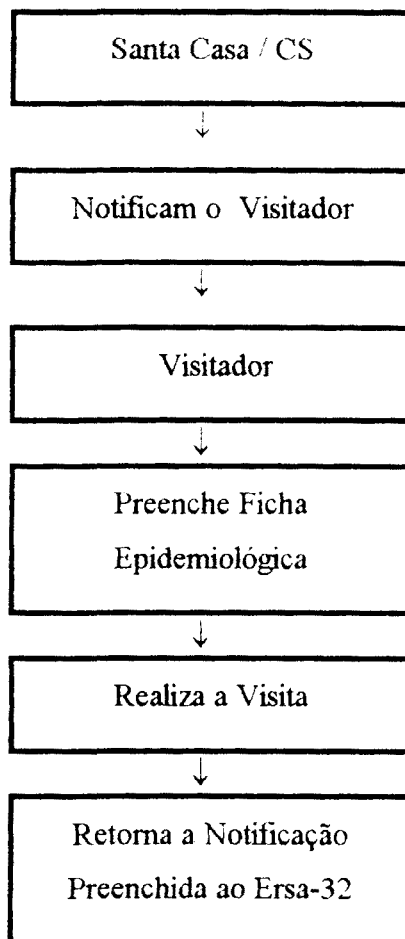 Santa Casa / CS
Notificam o Visitador
Visitador
Preenche Ficha
Epidemiológica
Realiza a Visita
Retorna a Notificação
Preenchida ao Ersa-32